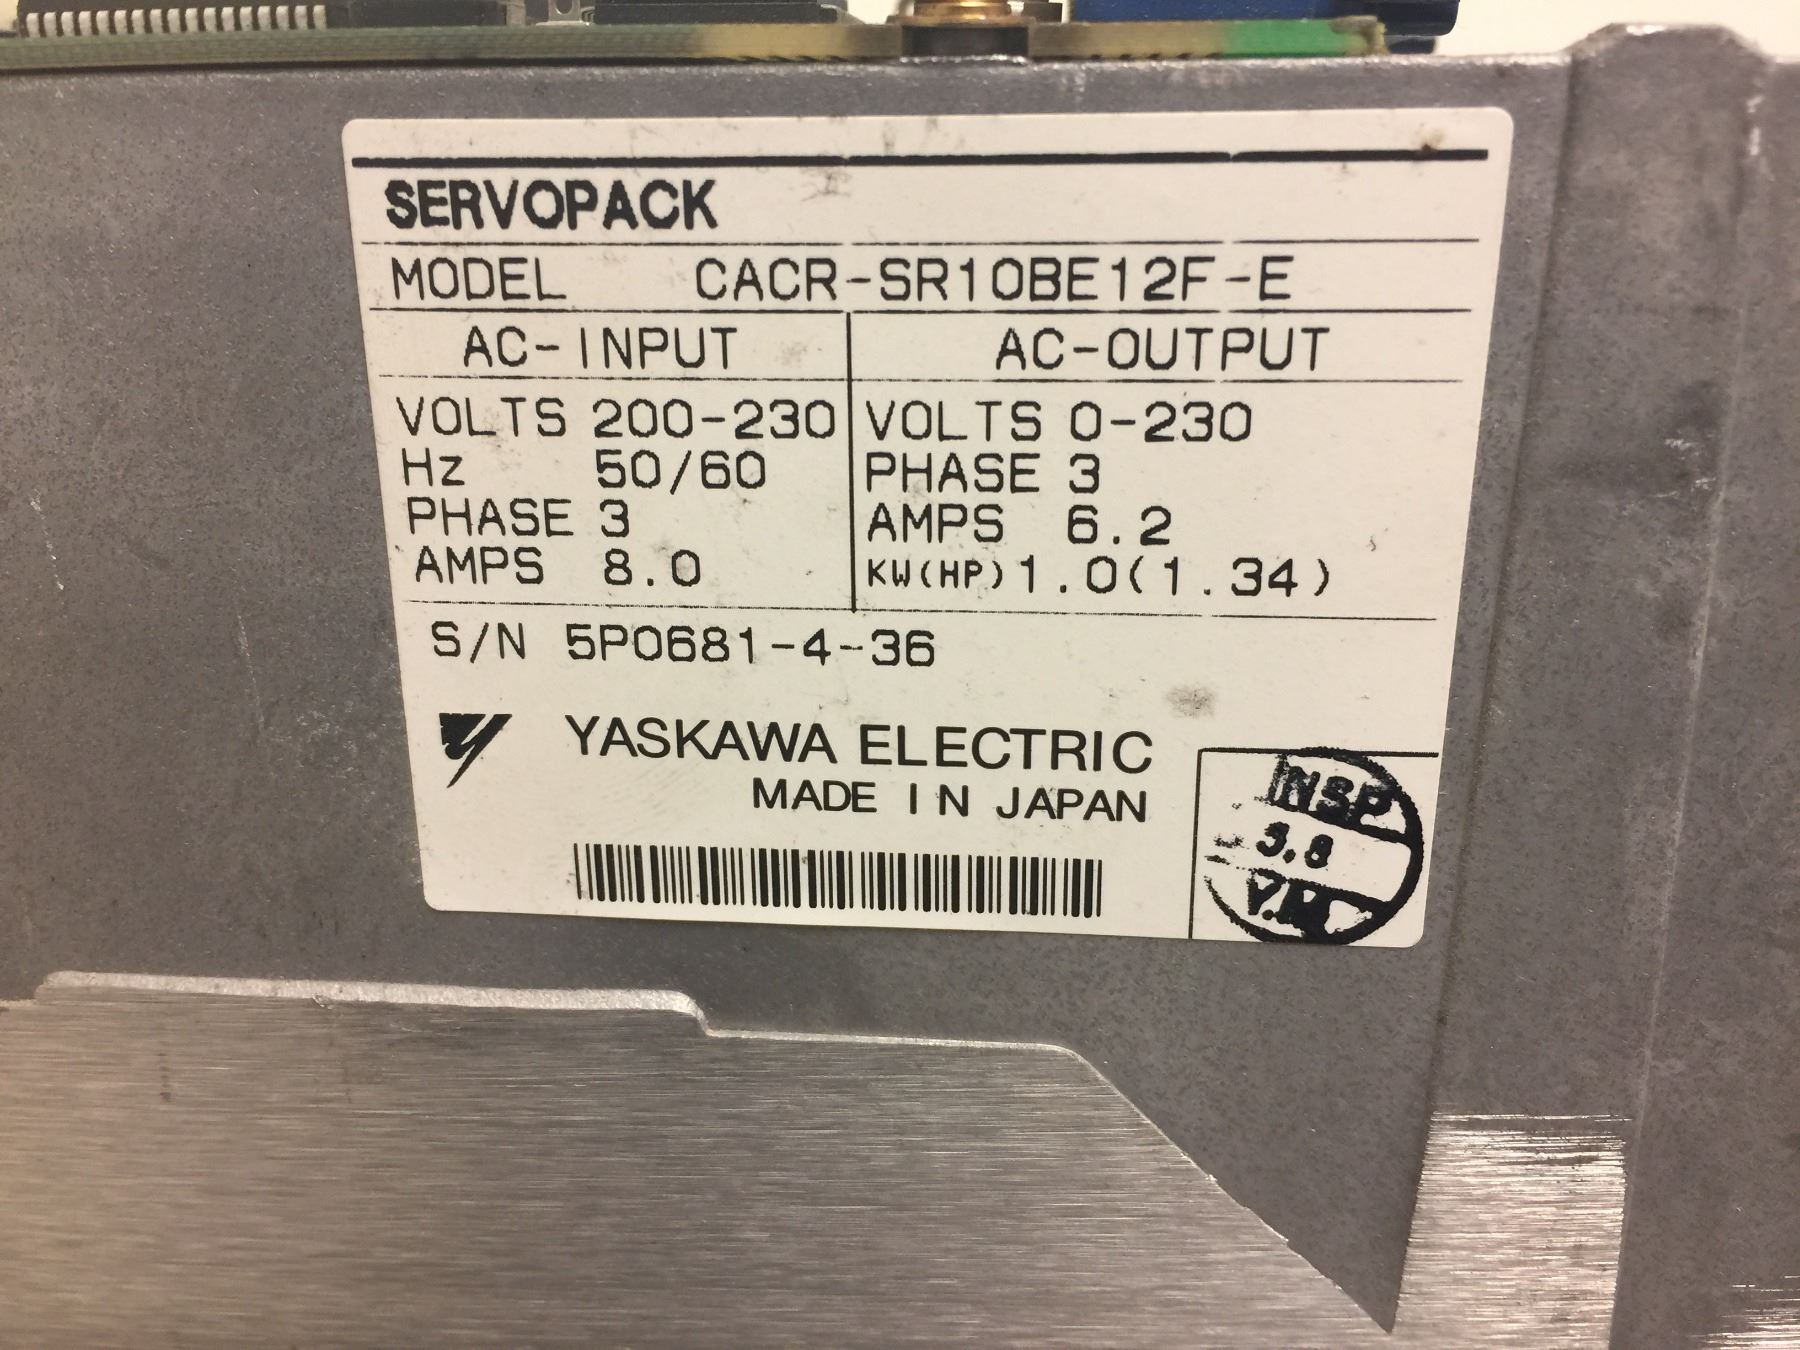 SERVOPACK
MODEL CACR-SR10BE12F-E
AC-INPUT AC-OUTPUT
VOLTS 200-230 VOLTS 0-230
Hz 50/60 PHASE 3
PHASE 3 AMPS 6.2
AMPS 8.0 KW(HP) 1.0(1.34)
S/N 5P0681-4-36
YASKAWA ELECTRIC
MADE IN JAPAN
INSP